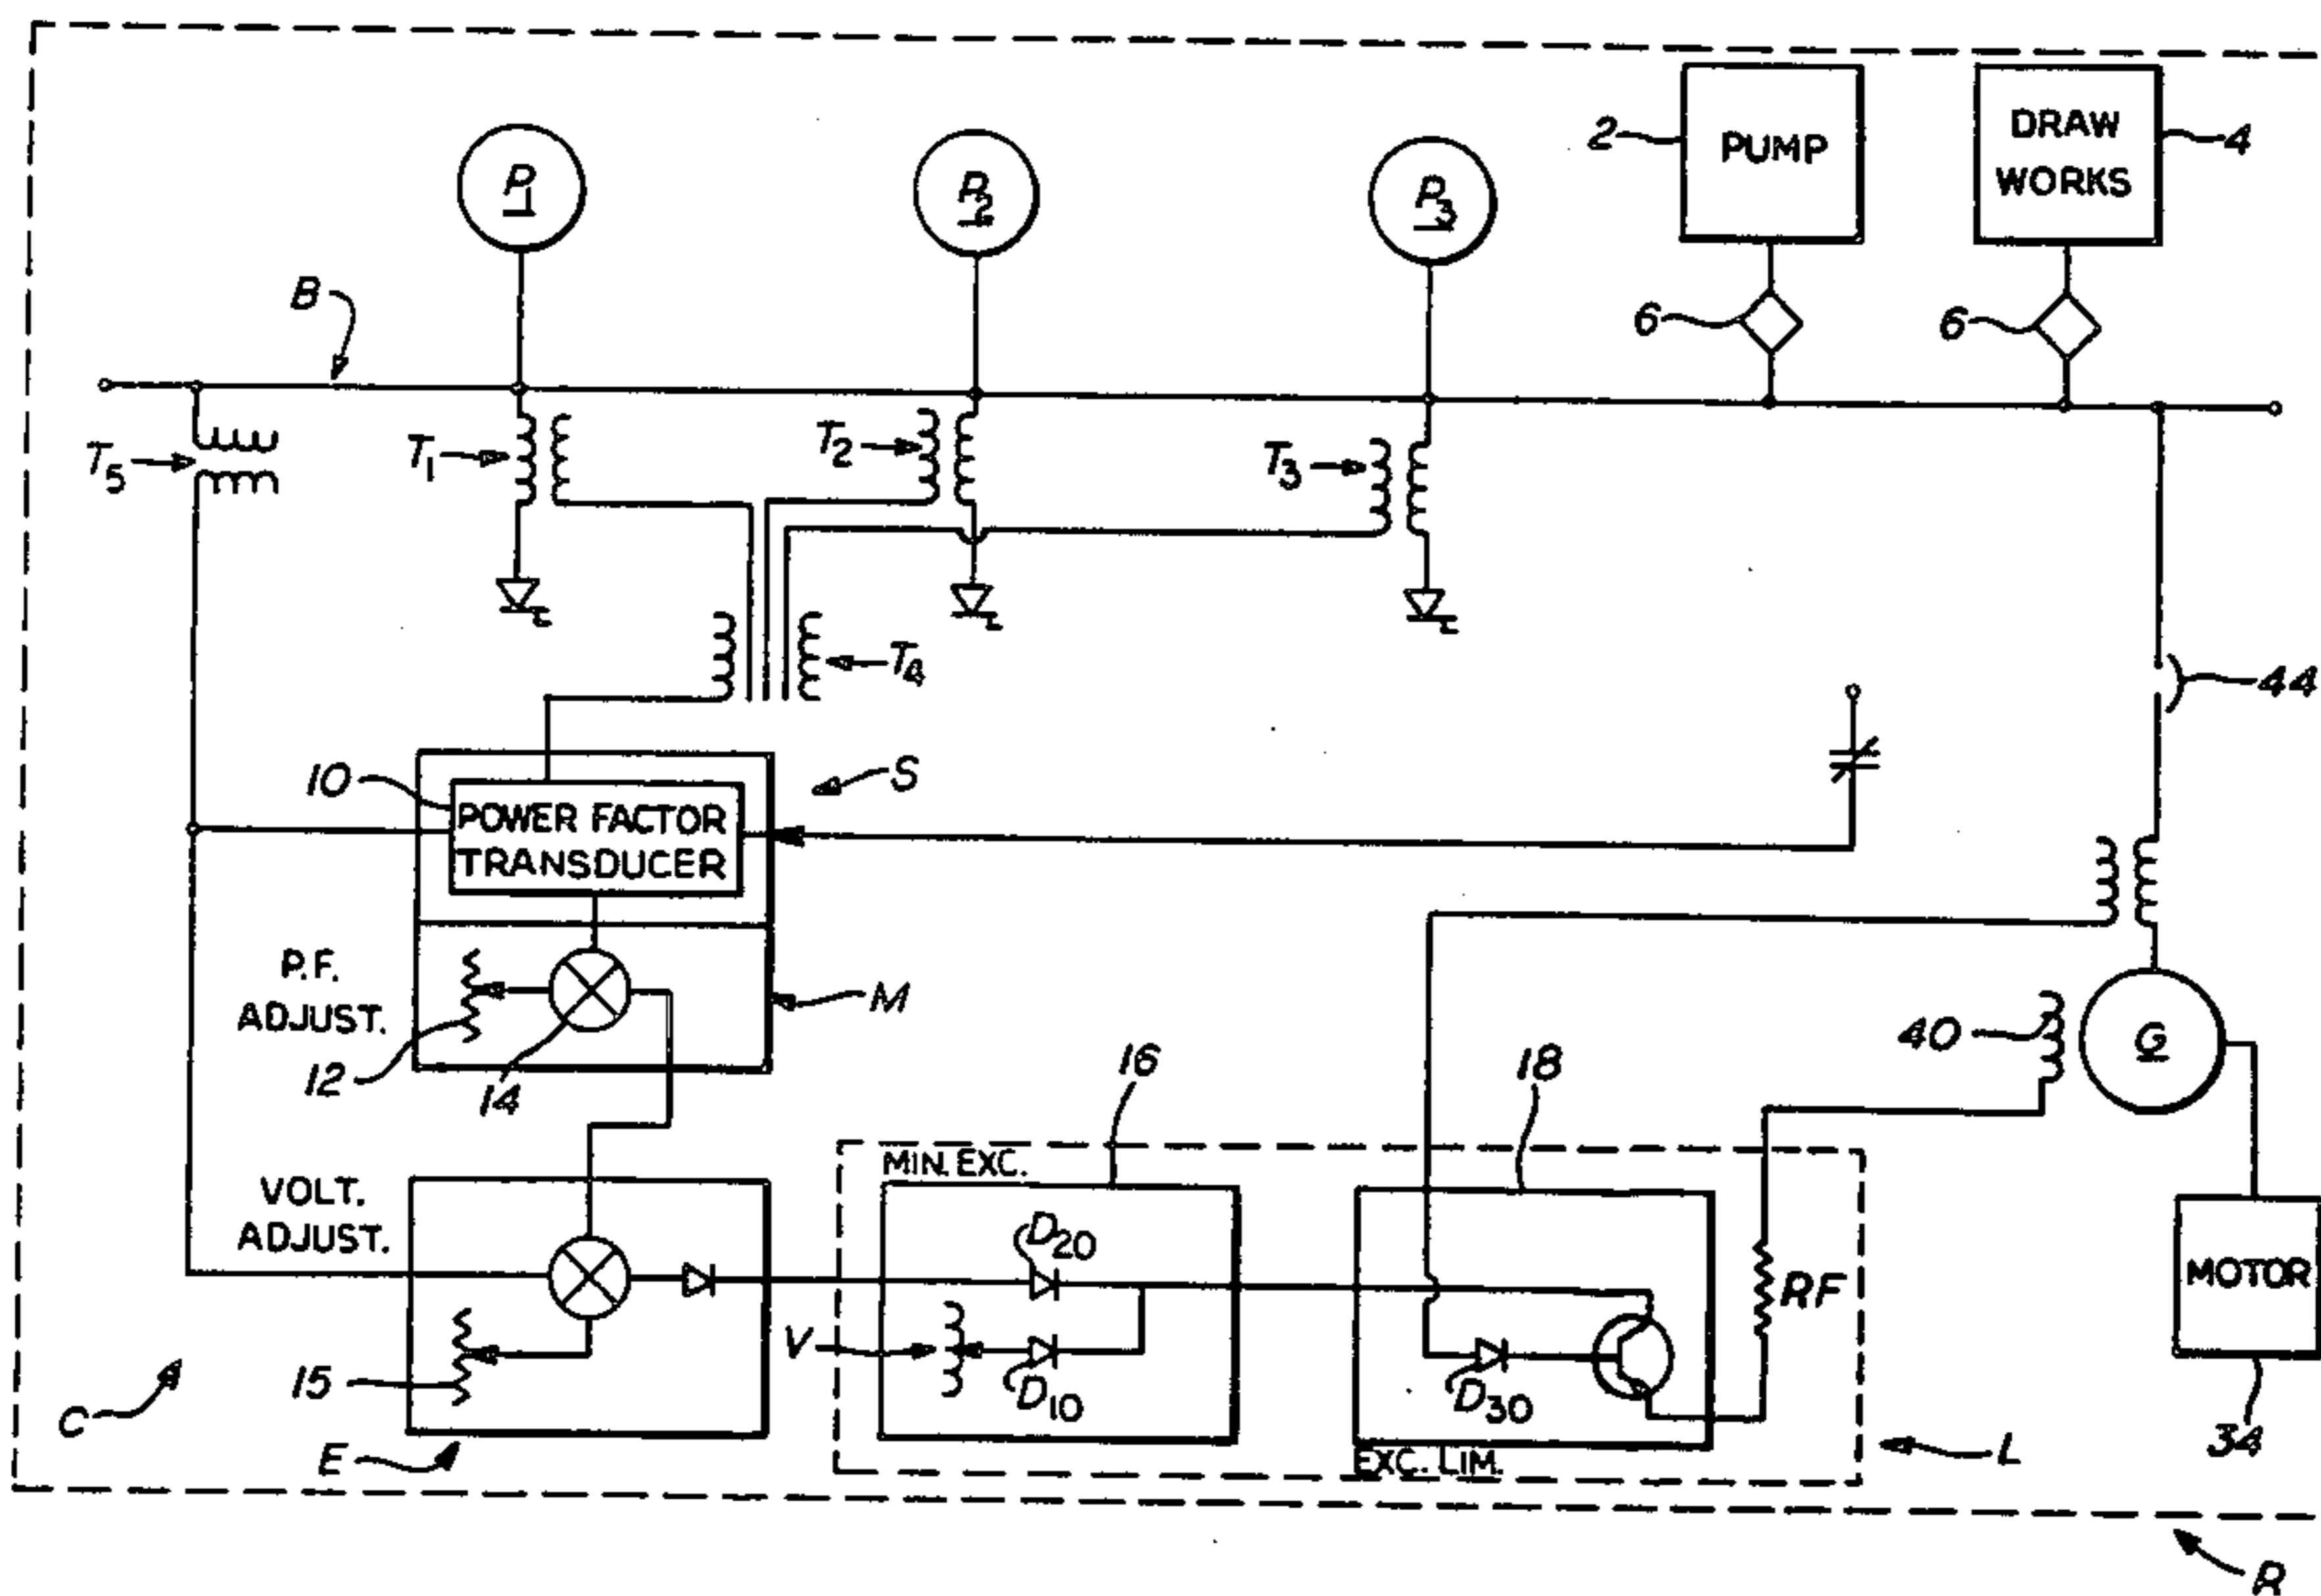 P1
P2
P3
2
PUMP
DRAW
WORKS
4
B
6
6
T5
T1
T2
T3
T4
44
10
S
POWER FACTOR
TRANSDUCER
P.F.
ADJUST.
M
12
14
40
G
16
18
MIN. EXC.
VOLT.
ADJUST.
D20
MOTOR
RF
V
15
D10
D30
C
E
EXC. LIM.
L
34
R